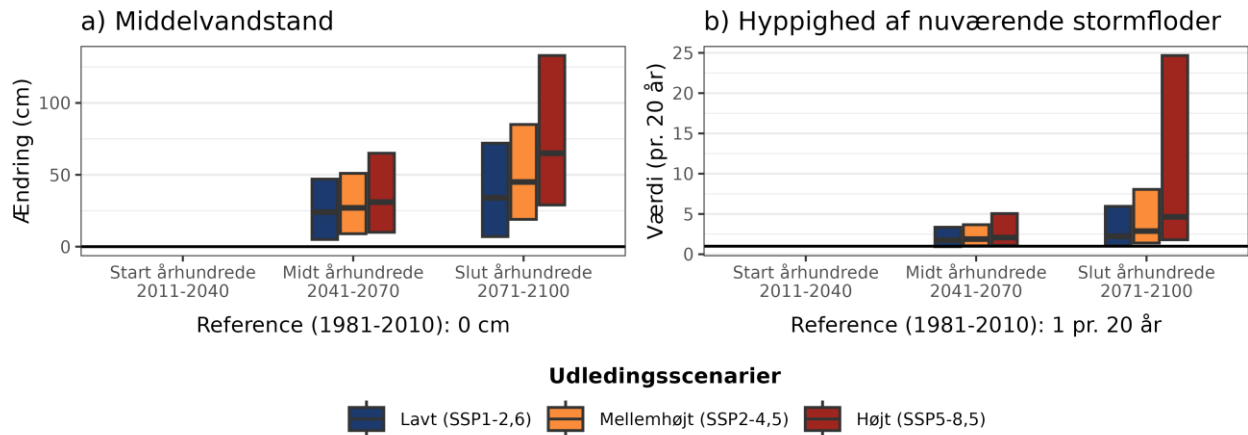 a) Middelvandstand
Ændring (cm)
100
50
0
Start århundrede
2011-2040
Midt århundrede
2041-2070
Slut århundrede
2071-2100
Reference (1981-2010): 0 cm
b) Hyppighed af nuværende stormfloder
Værdi (pr. 20 år)
25
20
15
10
5
0
Start århundrede
2011-2040
Midt århundrede
2041-2070
Slut århundrede
2071-2100
Reference (1981-2010): 1 pr. 20 år
Udledingsscenarier
Lavt (SSP1-2,6)
Mellemhøjt (SSP2-4,5)
Højt (SSP5-8,5)